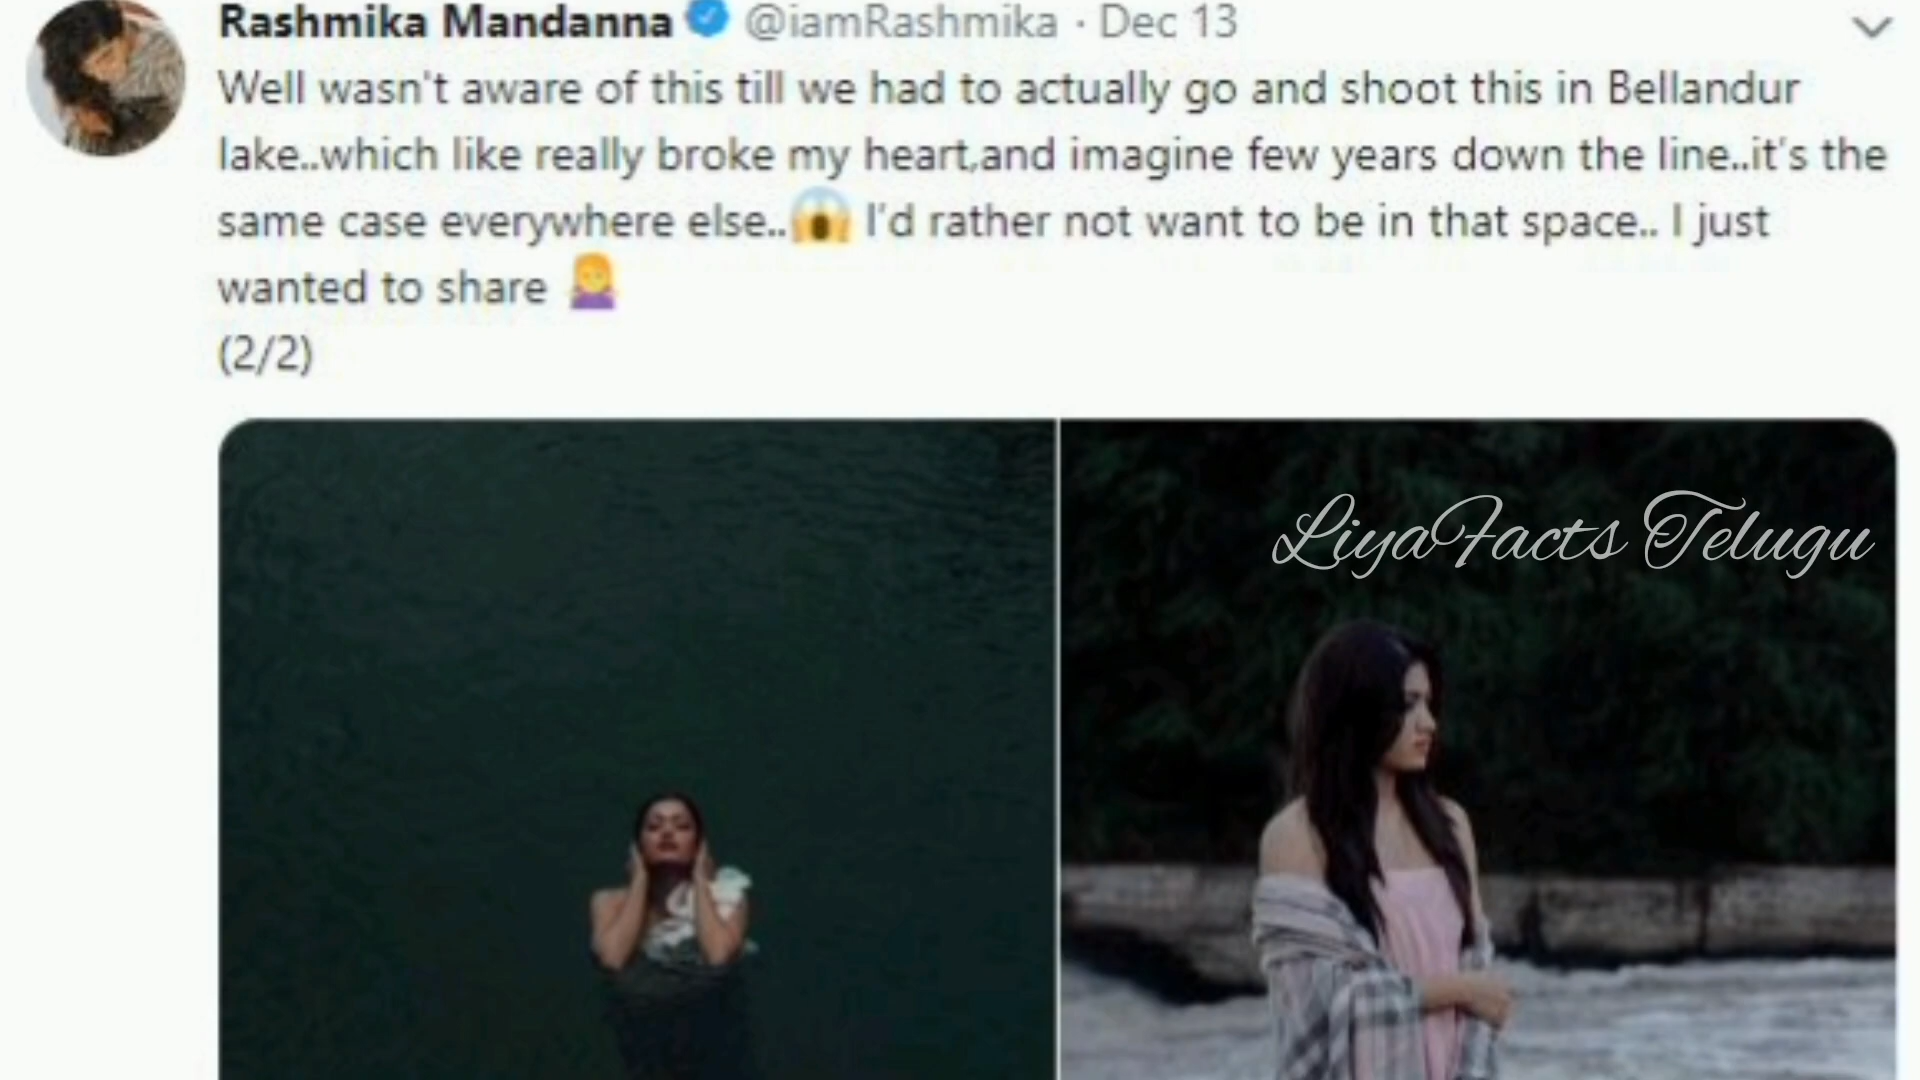 Rashmika Mandanna @iamRashmika · Dec 13
Well wasn't aware of this till we had to actually go and shoot this in Bellandur
lake..which like really broke my heart,and imagine few years down the line..it's the
same case everywhere else..😱 I'd rather not want to be in that space.. I just
wanted to share 🙍‍♀️
(2/2)
LiyaFacts Telugu